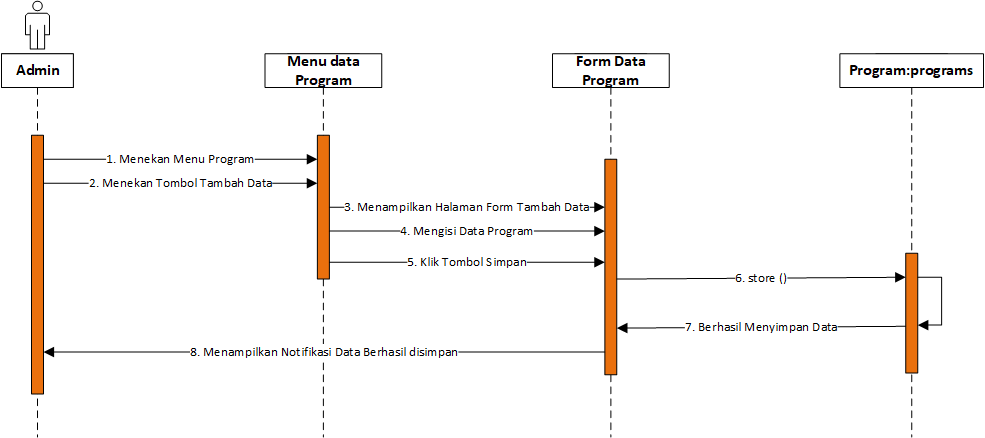 Admin
Menu data
Program
Form Data
Program
Program:programs
1. Menekan Menu Program
2. Menekan Tombol Tambah Data
3. Menampilkan Halaman Form Tambah Data
4. Mengisi Data Program
5. Klik Tombol Simpan
6. store ()
7. Berhasil Menyimpan Data
8. Menampilkan Notifikasi Data Berhasil disimpan